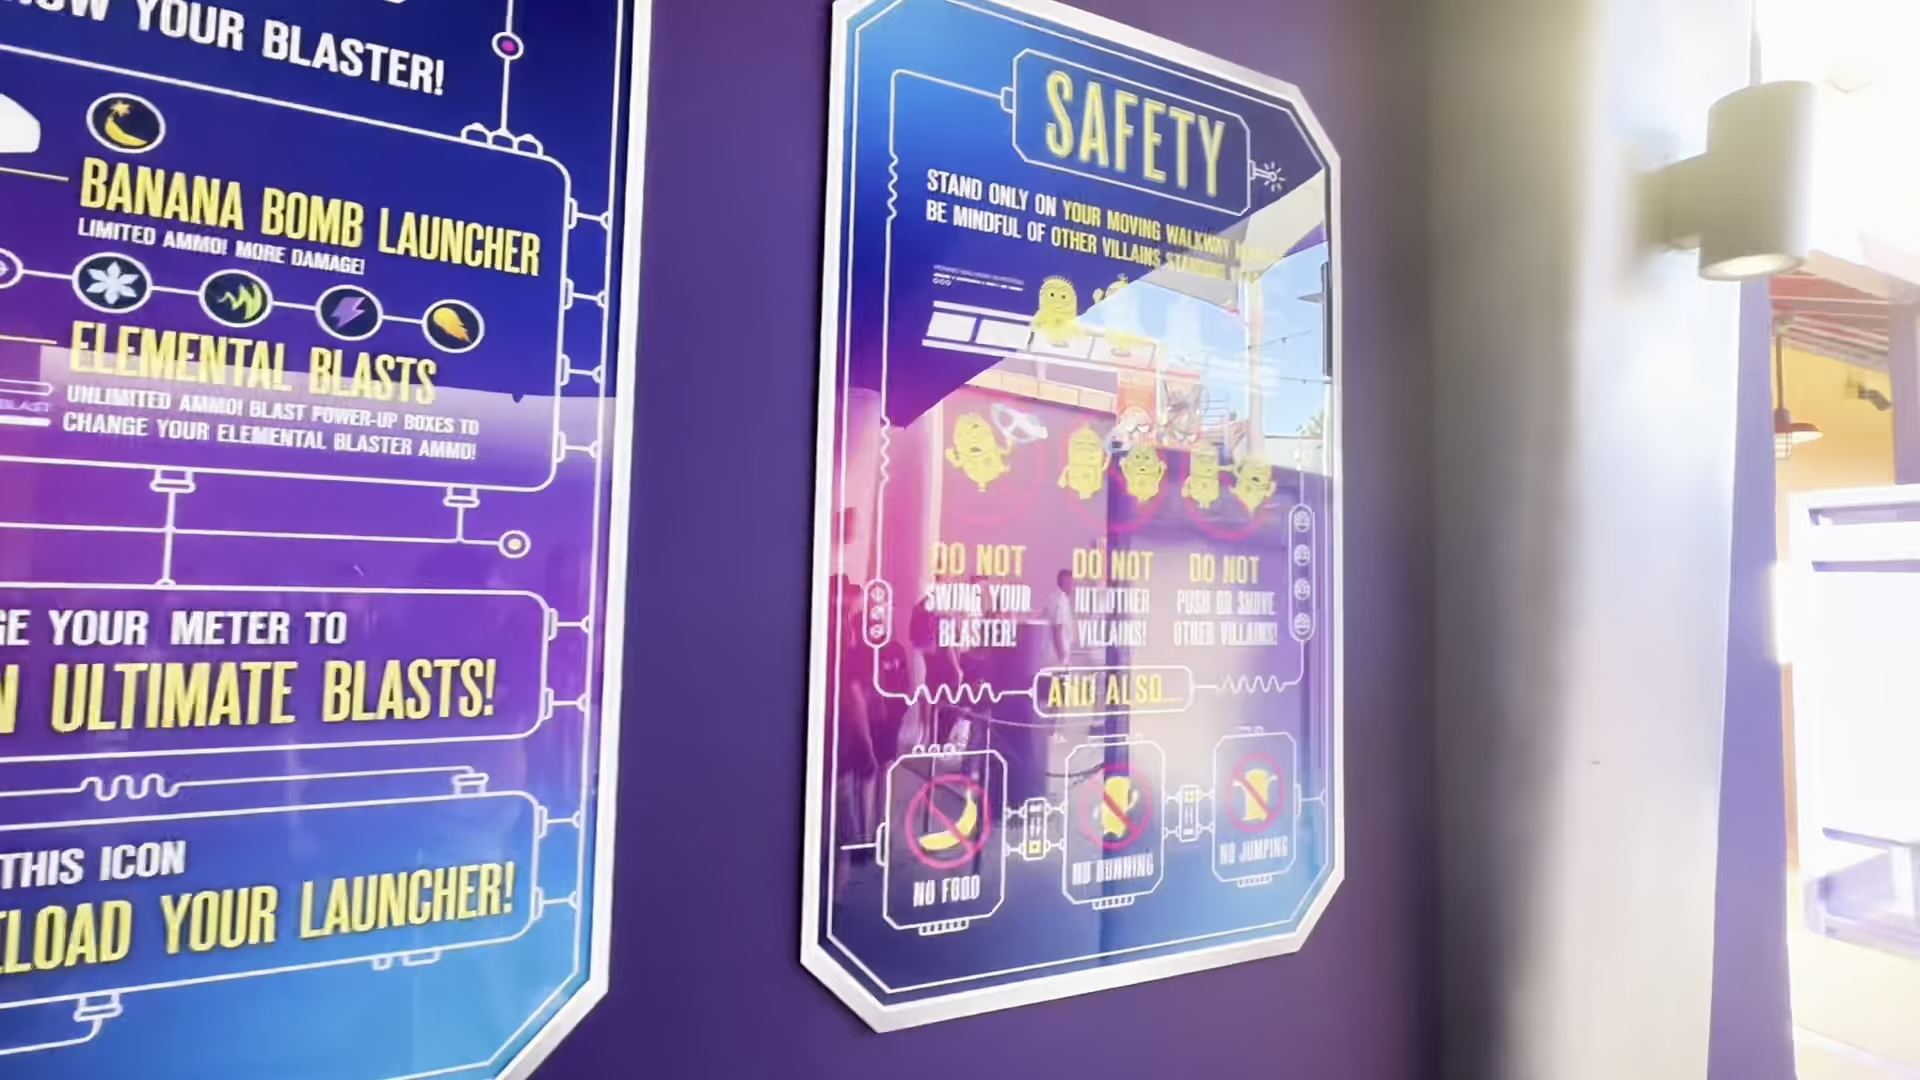 YOUR BLASTER!
BANANA BOMB LAUNCHER
LIMITED AMMO! MORE DAMAGE!
ELEMENTAL BLASTS
UNLIMITED AMMO! BLAST POWER-UP BOXES TO
CHANGE YOUR ELEMENTAL BLASTER AMMO!
BLAST
YOUR METER TO
ULTIMATE BLASTS!
THIS ICON
YOUR LAUNCHER!
SAFETY
STAND ONLY ON YOUR MOVING WALKWAY
BE MINDFUL OF OTHER VILLAINS STANDING
DO NOT
SWING YOUR
BLASTER!
DO NOT
HIT OTHER
VILLAINS!
DO NOT
PUSH OR SHOVE
OTHER VILLAINS!
AND ALSO...
NO FOOD
NO RUNNING
NO JUMPING